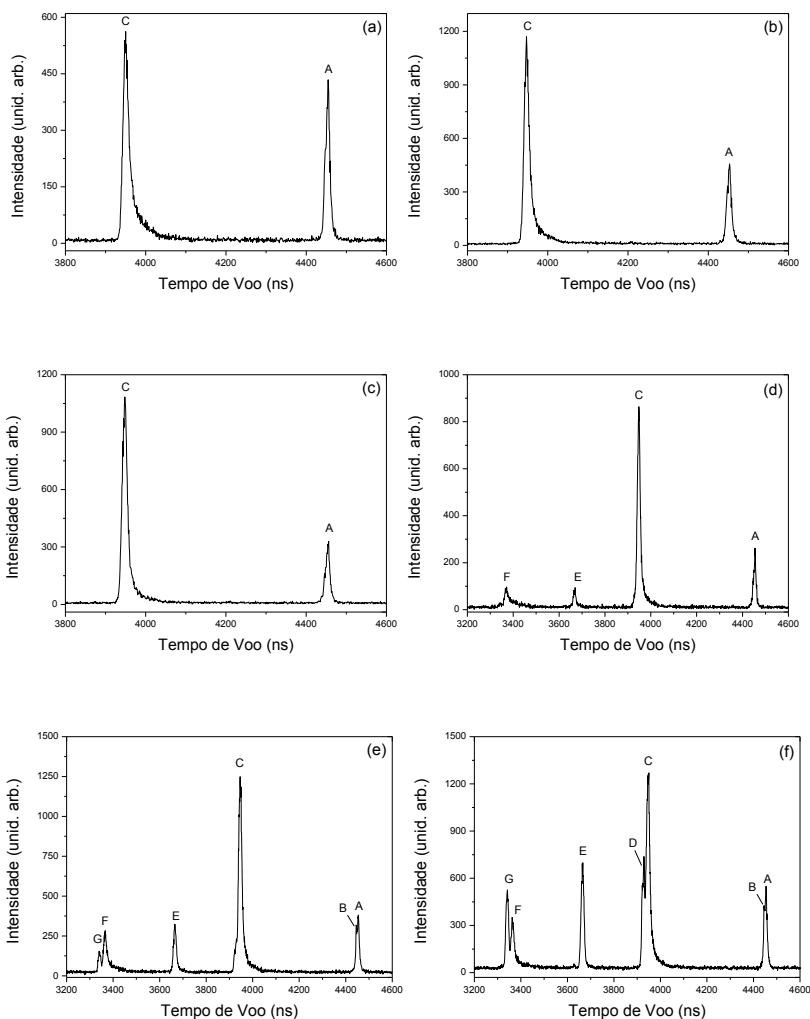 (a)
Intensidade (unid. arb.)
600
450
300
150
0
C
A
3800 4000 4200 4400 4600
Tempo de Voo (ns)
(b)
Intensidade (unid. arb.)
1200
900
600
300
0
C
A
3800 4000 4200 4400 4600
Tempo de Voo (ns)
(c)
Intensidade (unid. arb.)
1200
900
600
300
0
C
A
3800 4000 4200 4400 4600
Tempo de Voo (ns)
(d)
Intensidade (unid. arb.)
1000
800
600
400
200
0
C
A
F
E
3200 3400 3600 3800 4000 4200 4400 4600
Tempo de Voo (ns)
(e)
Intensidade (unid. arb.)
1500
1250
1000
750
500
250
0
C
B
A
G
F
E
3200 3400 3600 3800 4000 4200 4400 4600
Tempo de Voo (ns)
(f)
Intensidade (unid. arb.)
1500
1200
900
600
300
0
C
D
E
G
F
B
A
3200 3400 3600 3800 4000 4200 4400 4600
Tempo de Voo (ns)